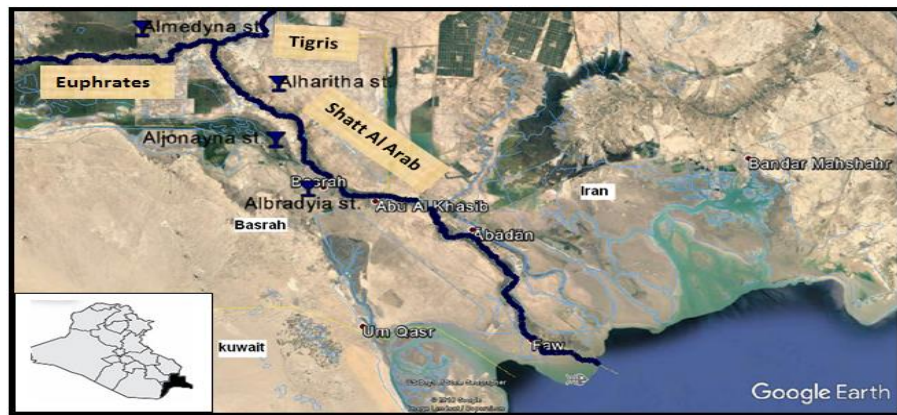 Almedyna st.
Tigris
Euphrates
Alharitha st.
Shatt Al Arab
Aljonayna st.
Basrah
Albradyia st.
Abu Al Khasib
Basrah
Iran
Bandar Mahshahr
Abādān
Um Qasr
kuwait
Faw
Google Earth